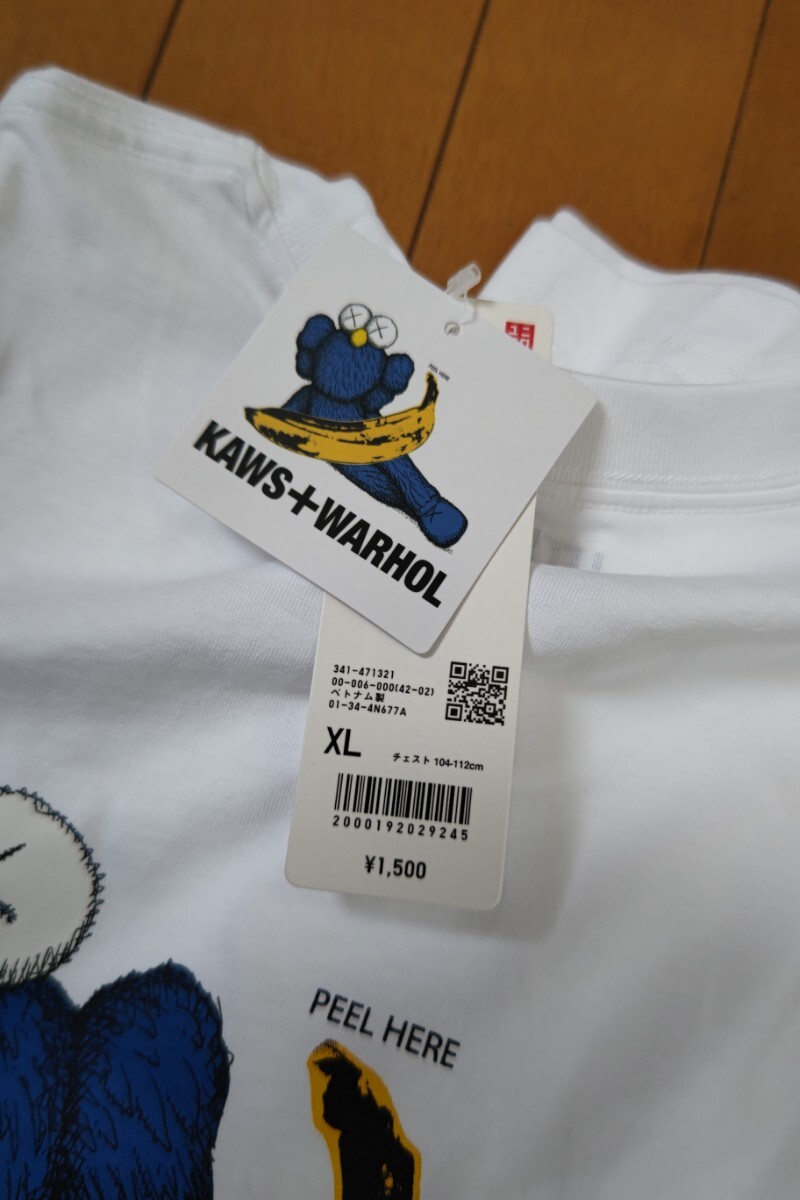 PEEL HERE
KAWS+WARHOL
341-471321
00-006-000(42-02)
ベトナム製
01-34-4N677A
XL チェスト 104-112cm
2000192029245
¥1,500
PEEL HERE